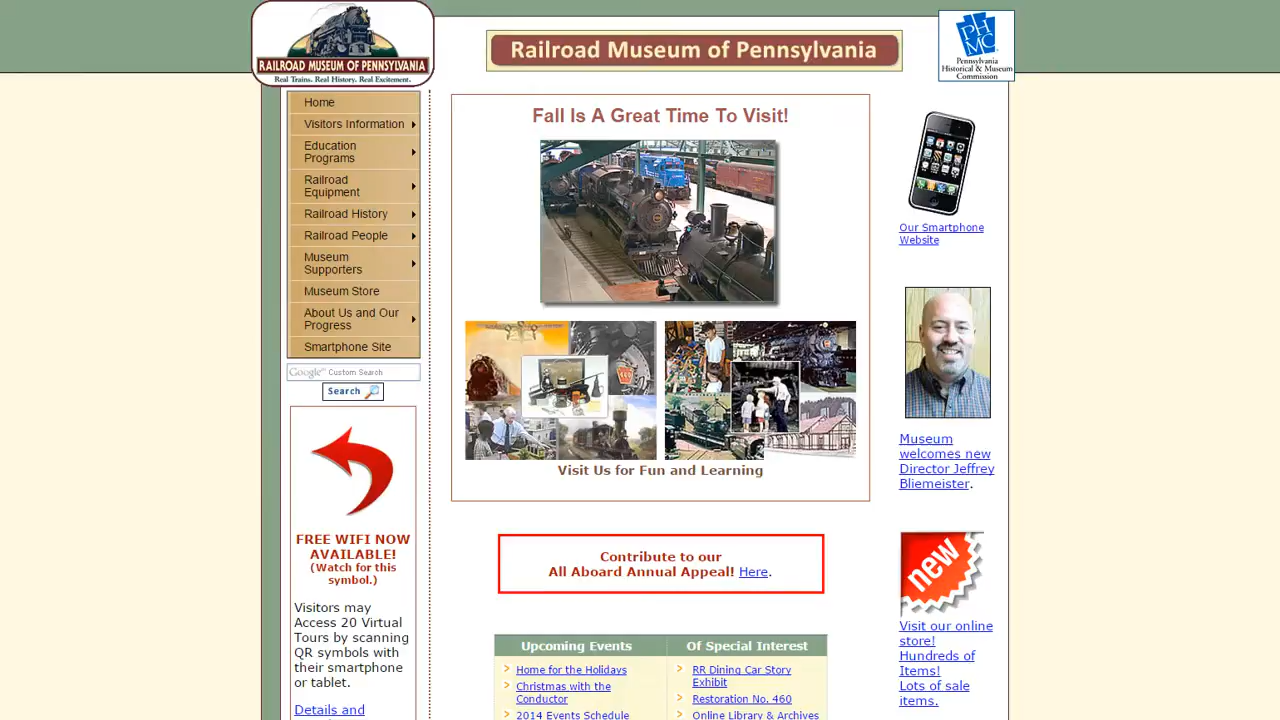 RAILROAD MUSEUM OF PENNSYLVANIA
Real Trains. Real History. Real Excitement.
Railroad Museum of Pennsylvania
PHMC
Pennsylvania
Historical & Museum
Commission
Home
Visitors Information
Education
Programs
Railroad
Equipment
Railroad History
Railroad People
Museum
Supporters
Museum Store
About Us and Our
Progress
Smartphone Site
Google™ Custom Search
Search
FREE WIFI NOW
AVAILABLE!
(Watch for this
symbol.)
Visitors may
Access 20 Virtual
Tours by scanning
QR symbols with
their smartphone
or tablet.
Details and
Fall Is A Great Time To Visit!
Visit Us for Fun and Learning
Contribute to our
All Aboard Annual Appeal! Here.
Upcoming Events
Home for the Holidays
Christmas with the
Conductor
2014 Events Schedule
Of Special Interest
RR Dining Car Story
Exhibit
Restoration No. 460
Online Library & Archives
Our Smartphone
Website
Museum
welcomes new
Director Jeffrey
Bliemeister.
new
Visit our online
store!
Hundreds of
Items!
Lots of sale
items.